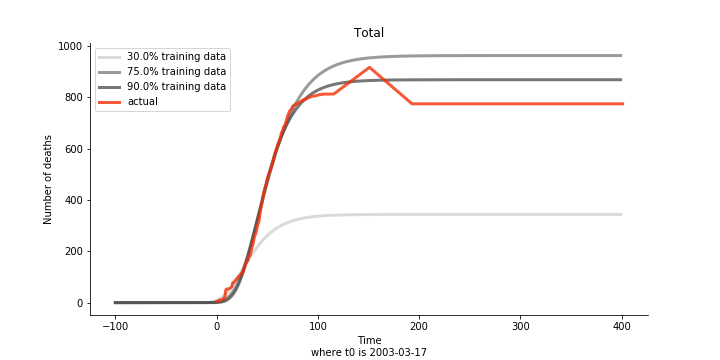 Total
30.0% training data
75.0% training data
90.0% training data
actual
Number of deaths
1000
800
600
400
200
0
−100
0
100
200
300
400
Time
where t0 is 2003-03-17